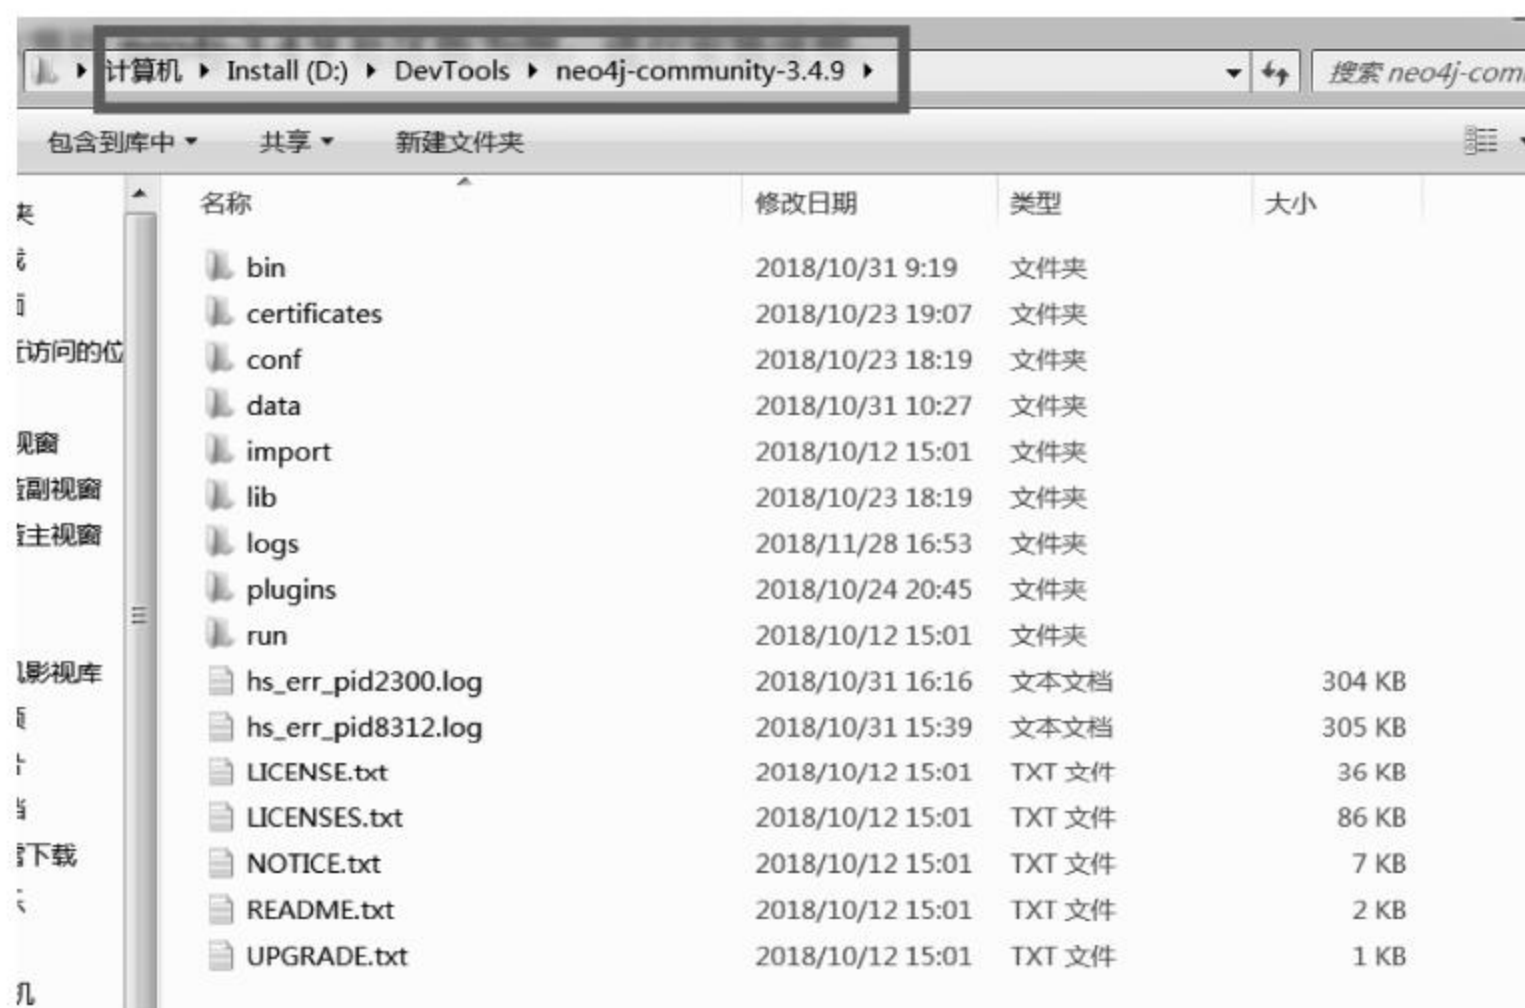 计算机 Install (D:) DevTools neo4j-community-3.4.9 搜索 neo4j-com
包含到库中 共享 新建文件夹
名称 修改日期 类型 大小
bin 2018/10/31 9:19 文件夹
certificates 2018/10/23 19:07 文件夹
访问的位
conf 2018/10/23 18:19 文件夹
data 2018/10/31 10:27 文件夹
视窗
import 2018/10/12 15:01 文件夹
副视窗
lib 2018/10/23 18:19 文件夹
主视窗
logs 2018/11/28 16:53 文件夹
plugins 2018/10/24 20:45 文件夹
run 2018/10/12 15:01 文件夹
影视库
hs_err_pid2300.log 2018/10/31 16:16 文本文档 304 KB
hs_err_pid8312.log 2018/10/31 15:39 文本文档 305 KB
LICENSE.txt 2018/10/12 15:01 TXT 文件 36 KB
LICENSES.txt 2018/10/12 15:01 TXT 文件 86 KB
下载
NOTICE.txt 2018/10/12 15:01 TXT 文件 7 KB
README.txt 2018/10/12 15:01 TXT 文件 2 KB
UPGRADE.txt 2018/10/12 15:01 TXT 文件 1 KB
机